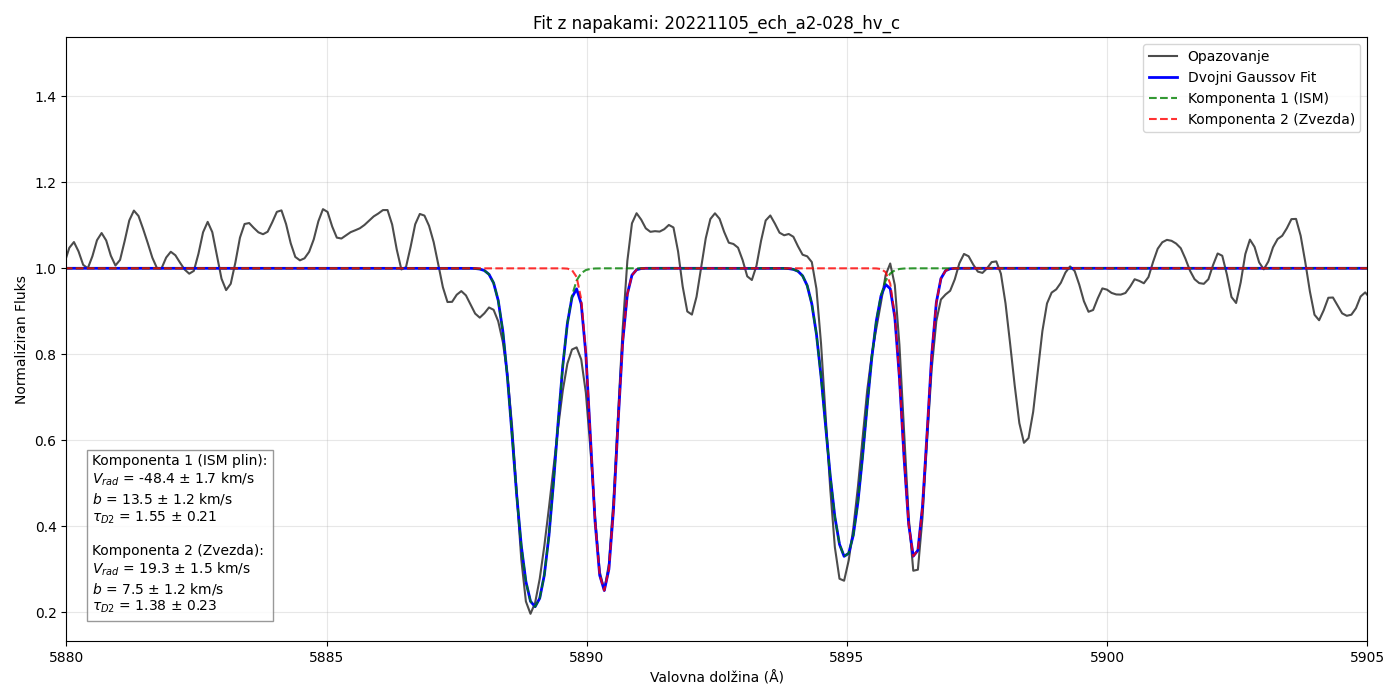 Fit z napakami: 20221105_ech_a2-028_hv_c
Normaliziran Fluks
1.4
1.2
1.0
0.8
0.6
0.4
0.2
Opazovanje
Dvojni Gaussov Fit
Komponenta 1 (ISM)
Komponenta 2 (Zvezda)
Komponenta 1 (ISM plin):
V_rad = -48.4 ± 1.7 km/s
b = 13.5 ± 1.2 km/s
τ_D2 = 1.55 ± 0.21
Komponenta 2 (Zvezda):
V_rad = 19.3 ± 1.5 km/s
b = 7.5 ± 1.2 km/s
τ_D2 = 1.38 ± 0.23
5880 5885 5890 5895 5900 5905
Valovna dolžina (Å)